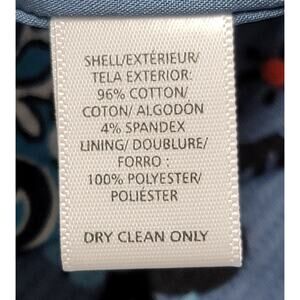 SHELL/EXTÉRIEUR/
TELA EXTERIOR:
96% COTTON/
COTON/ ALGODÓN
4% SPANDEX
LINING/ DOUBLURE/
FORRO :
100% POLYESTER/
POLIÉSTER
DRY CLEAN ONLY